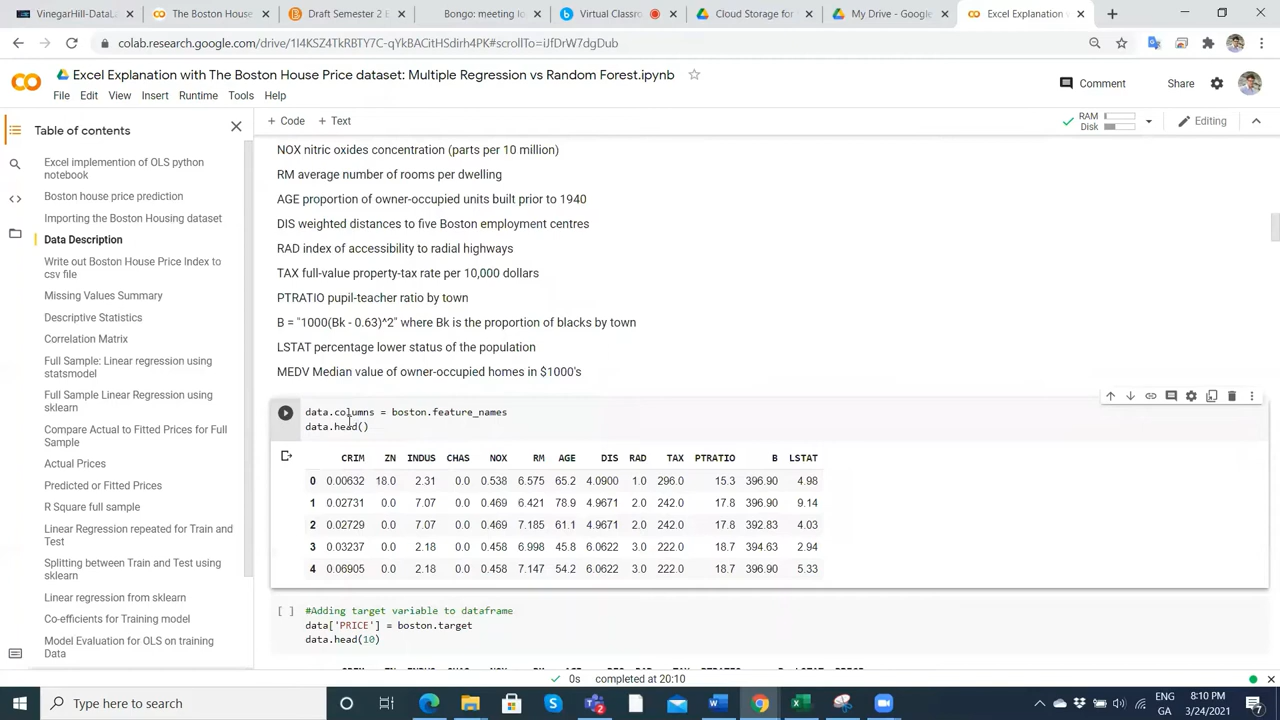 VinegarHill-DataLa
The Boston House
Draft Semester 2 E
Bongo: meeting lo
Virtual Classro
Cloud Storage for
My Drive - Google
Excel Explanation
colab.research.google.com/drive/1I4KSZ4TkRBTY7C-qYkBACitHSdirh4PK#scrollTo=iJfDrW7dgDub
Excel Explanation with The Boston House Price dataset: Multiple Regression vs Random Forest.ipynb
Comment
Share
File Edit View Insert Runtime Tools Help
+ Code + Text
RAM
Disk
Editing
Table of contents
Excel implemention of OLS python
notebook
Boston house price prediction
Importing the Boston Housing dataset
Data Description
Write out Boston House Price Index to
csv file
Missing Values Summary
Descriptive Statistics
Correlation Matrix
Full Sample: Linear regression using
statsmodel
Full Sample Linear Regression using
sklearn
Compare Actual to Fitted Prices for Full
Sample
Actual Prices
Predicted or Fitted Prices
R Square full sample
Linear Regression repeated for Train and
Test
Splitting between Train and Test using
sklearn
Linear regression from sklearn
Co-efficients for Training model
Model Evaluation for OLS on training
Data
NOX nitric oxides concentration (parts per 10 million)
RM average number of rooms per dwelling
AGE proportion of owner-occupied units built prior to 1940
DIS weighted distances to five Boston employment centres
RAD index of accessibility to radial highways
TAX full-value property-tax rate per 10,000 dollars
PTRATIO pupil-teacher ratio by town
B = "1000(Bk - 0.63)^2" where Bk is the proportion of blacks by town
LSTAT percentage lower status of the population
MEDV Median value of owner-occupied homes in $1000's
data.columns = boston.feature_names
data.head()
CRIM ZN INDUS CHAS NOX RM AGE DIS RAD TAX PTRATIO B LSTAT
0 0.00632 18.0 2.31 0.0 0.538 6.575 65.2 4.0900 1.0 296.0 15.3 396.90 4.98
1 0.02731 0.0 7.07 0.0 0.469 6.421 78.9 4.9671 2.0 242.0 17.8 396.90 9.14
2 0.02729 0.0 7.07 0.0 0.469 7.185 61.1 4.9671 2.0 242.0 17.8 392.83 4.03
3 0.03237 0.0 2.18 0.0 0.458 6.998 45.8 6.0622 3.0 222.0 18.7 394.63 2.94
4 0.06905 0.0 2.18 0.0 0.458 7.147 54.2 6.0622 3.0 222.0 18.7 396.90 5.33
[ ] #Adding target variable to dataframe
data['PRICE'] = boston.target
data.head(10)
CRIM ZN INDUS CHAS NOX RM AGE DIS RAD TAX PTRATIO B LSTAT PRICE
0s completed at 20:10
Type here to search
ENG
GA
8:10 PM
3/24/2021